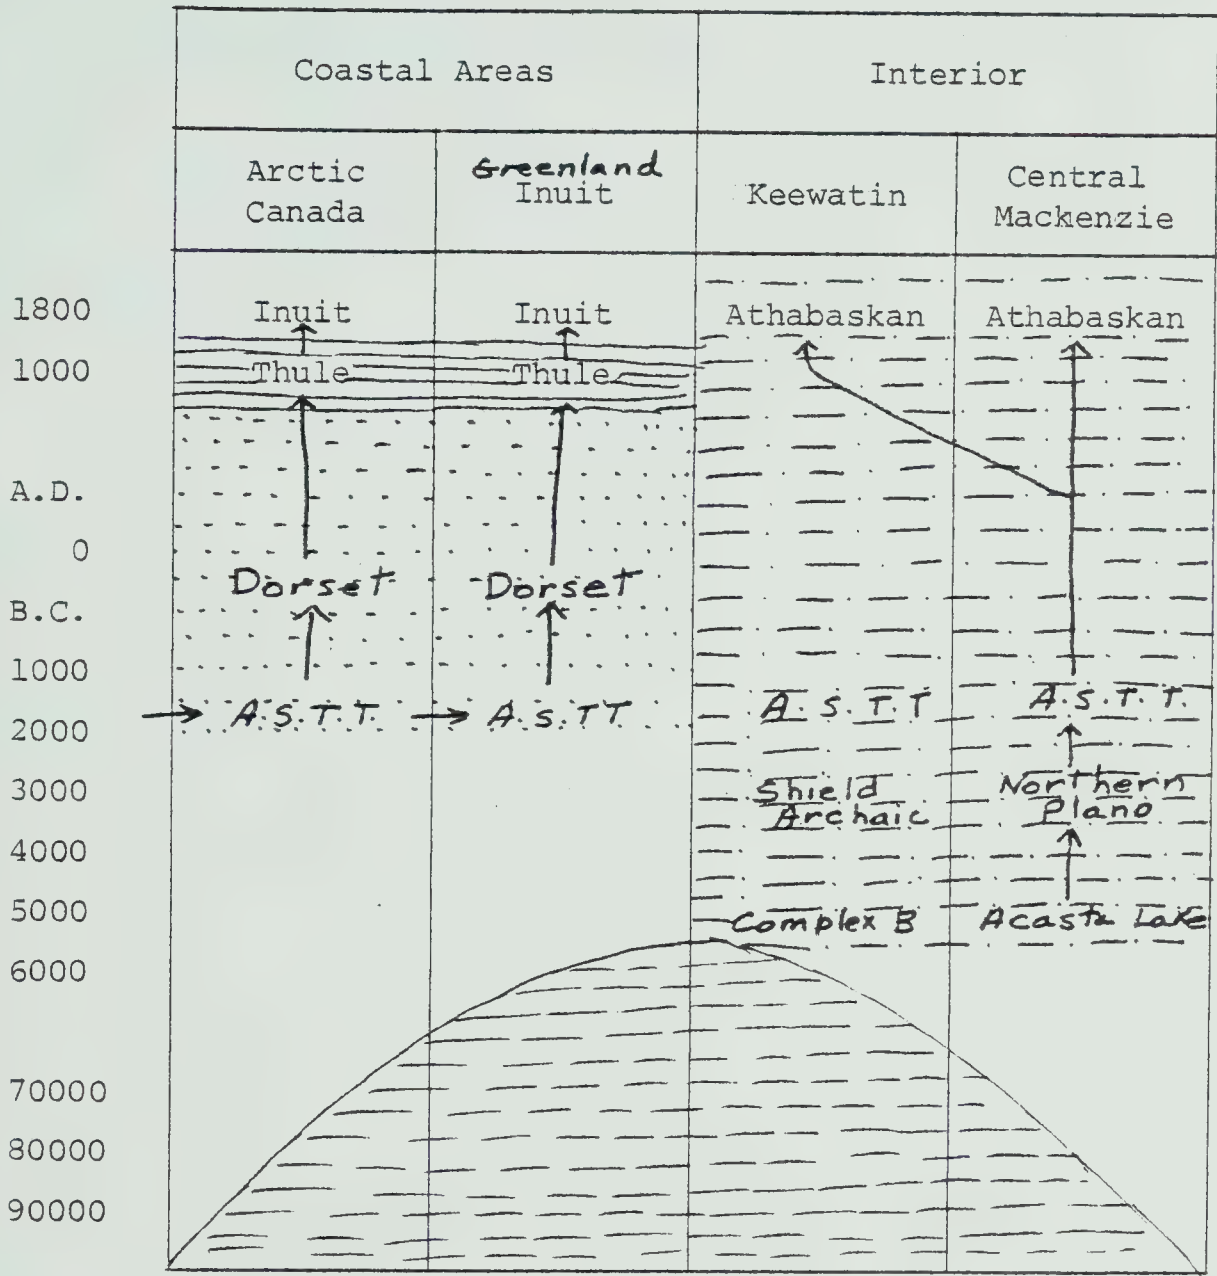 Coastal Areas Interior
Arctic Canada
Greenland Inuit
Keewatin
Central Mackenzie
1800 Inuit Inuit Athabaskan Athabaskan
1000 Thule Thule
A.D.
0
Dorset Dorset
B.C.
1000
A.S.T.T. A.S.TT. A.S.T.T A.S.T.T.
2000
3000 Shield Archaic Northern Plano
4000
5000
Complex B Acasta Lake
6000
70000
80000
90000